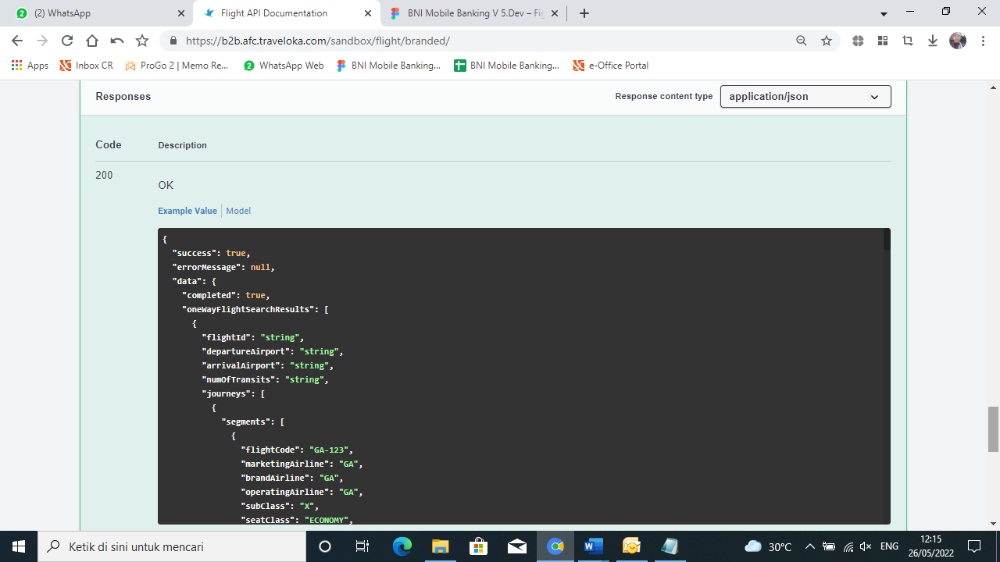 (2) WhatsApp
Flight API Documentation
BNI Mobile Banking V 5.Dev – Fig
https://b2b.afc.traveloka.com/sandbox/flight/branded/
Apps
Inbox CR
ProGo 2 | Memo Re...
WhatsApp Web
BNI Mobile Banking...
BNI Mobile Banking...
e-Office Portal
Responses
Response content type
application/json
Code
Description
200
OK
Example Value
Model
{
"success": true,
"errorMessage": null,
"data": {
"completed": true,
"oneWayFlightSearchResults": [
{
"flightId": "string",
"departureAirport": "string",
"arrivalAirport": "string",
"numOfTransits": "string",
"journeys": [
{
"segments": [
{
"flightCode": "GA-123",
"marketingAirline": "GA",
"brandAirline": "GA",
"operatingAirline": "GA",
"subClass": "X",
"seatClass": "ECONOMY",
Ketik di sini untuk mencari
30°C
ENG
12:15
26/05/2022